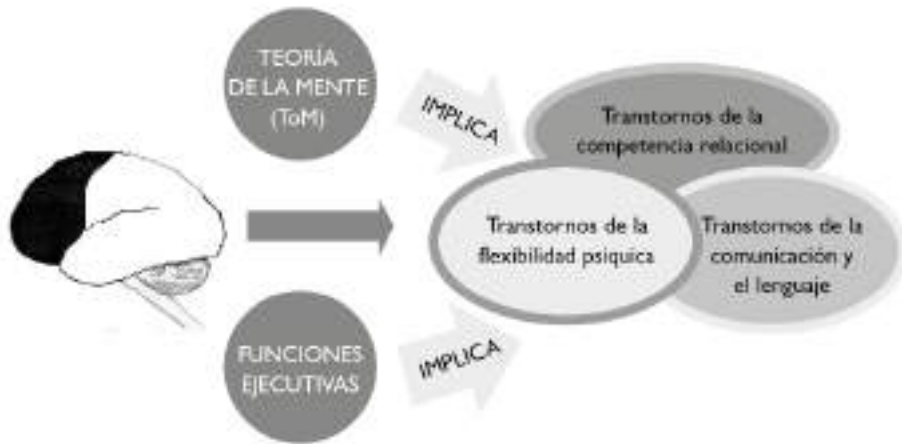 TEORÍA
DE LA MENTE
(ToM)
IMPLICA
Transtornos de la
competencia relacional
Transtornos de la
flexibilidad psiquica
Transtornos de la
comunicación y
el lenguaje
FUNCIONES
EJECUTIVAS
IMPLICA